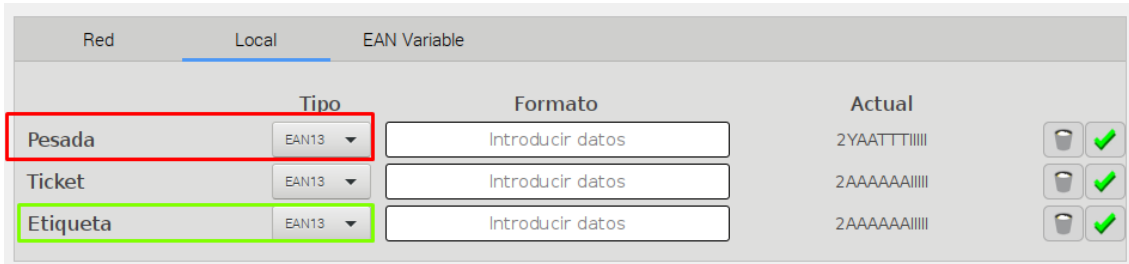 Red Local EAN Variable
Tipo Formato Actual
Pesada EAN13 Introducir datos 2YAATTTIIIII
Ticket EAN13 Introducir datos 2AAAAAAIIIII
Etiqueta EAN13 Introducir datos 2AAAAAAIIIII